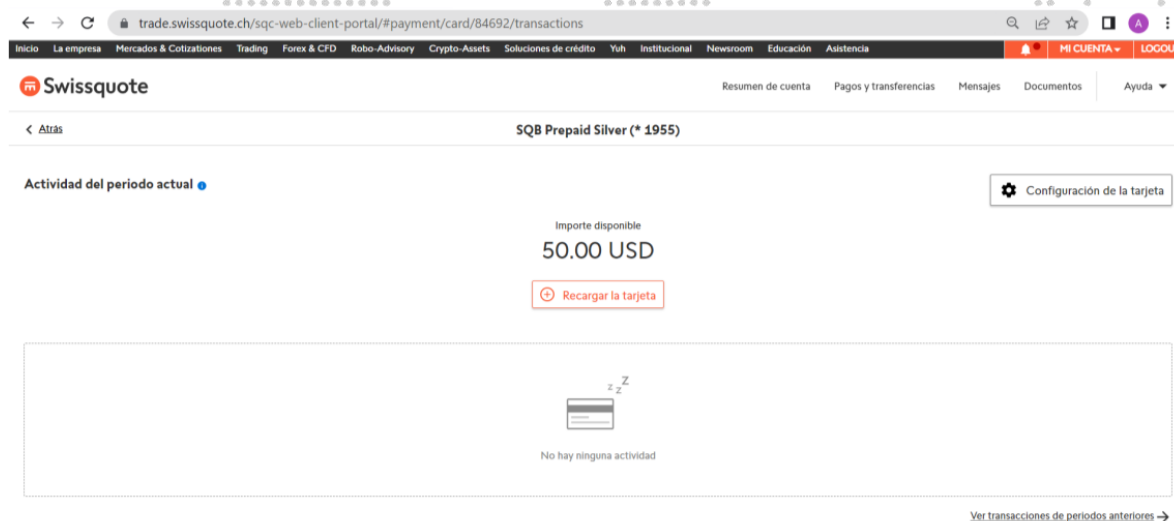 trade.swissquote.ch/sqc-web-client-portal/#payment/card/84692/transactions
A
Inicio La empresa Mercados & Cotizationes Trading Forex & CFD Robo-Advisory Crypto-Assets Soluciones de crédito Yuh Institucional Newsroom Educación Asistencia MI CUENTA LOGOU
Swissquote Resumen de cuenta Pagos y transferencias Mensajes Documentos Ayuda
Atrás SQB Prepaid Silver (* 1955)
Actividad del periodo actual Configuración de la tarjeta
Importe disponible
50.00 USD
Recargar la tarjeta
z z Z
No hay ninguna actividad
Ver transacciones de periodos anteriores →